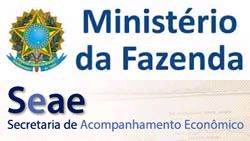 Ministério
da Fazenda
Seae
Secretaria de Acompanhamento Econômico